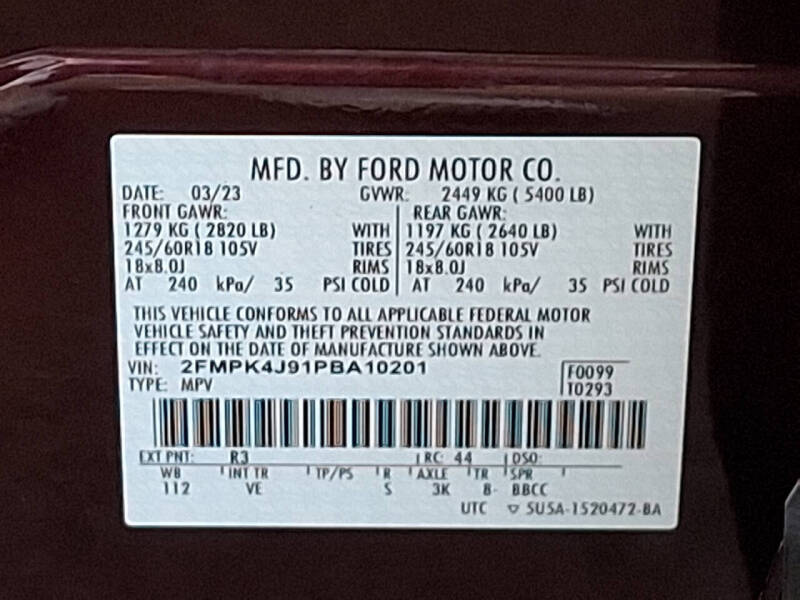 MFD. BY FORD MOTOR CO.
DATE: 03/23 GVWR: 2449 KG ( 5400 LB)
FRONT GAWR: REAR GAWR:
1279 KG ( 2820 LB) WITH 1197 KG ( 2640 LB) WITH
245/60R18 105V TIRES 245/60R18 105V TIRES
18x8.0J RIMS 18x8.0J RIMS
AT 240 kPa/ 35 PSI COLD AT 240 kPa/ 35 PSI COLD
THIS VEHICLE CONFORMS TO ALL APPLICABLE FEDERAL MOTOR
VEHICLE SAFETY AND THEFT PREVENTION STANDARDS IN
EFFECT ON THE DATE OF MANUFACTURE SHOWN ABOVE.
VIN: 2FMPK4J91PBA10201 F0099
TYPE: MPV T0293
EXT PNT: R3 RC: 44 DSO:
WB INT TR TP/PS R AXLE TR SPR
112 VE S 3K 8- BBCC
UTC ▽ 5U5A-1520472-BA